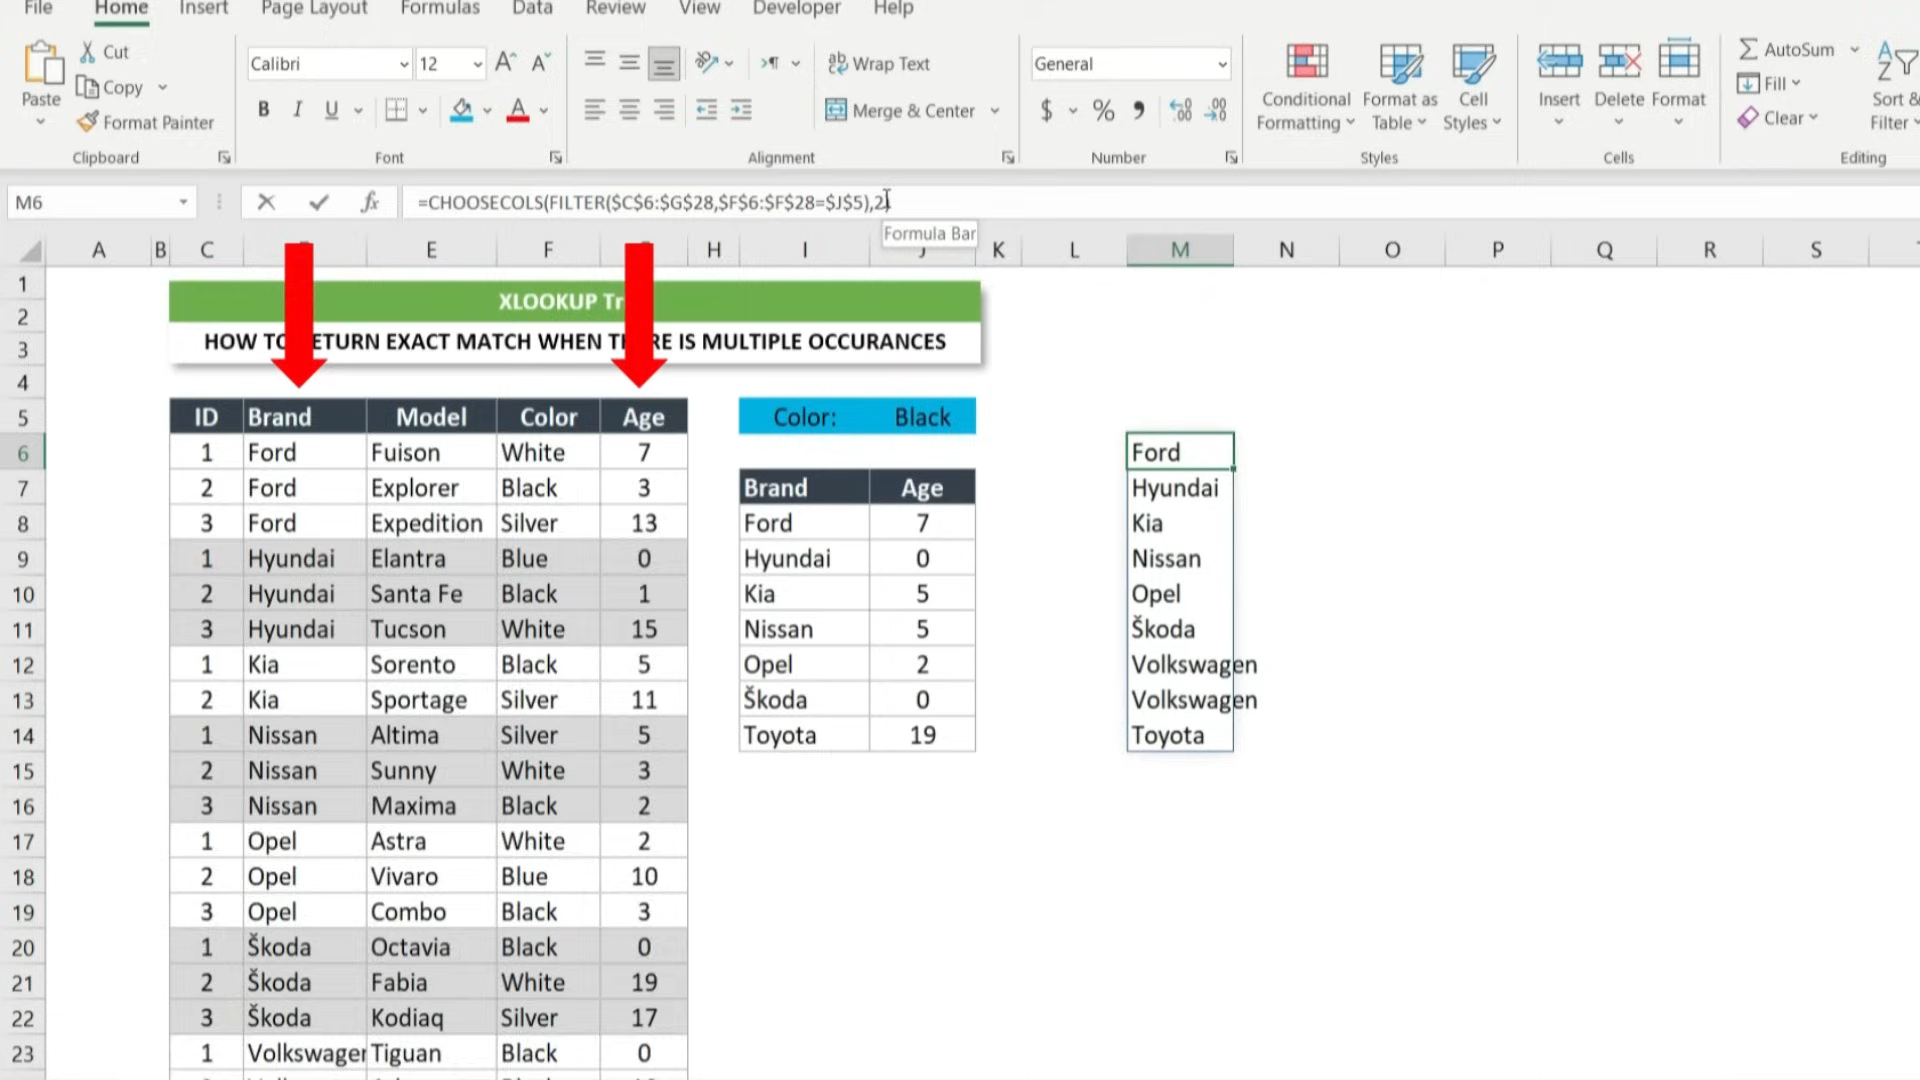 File Home Insert Page Layout Formulas Data Review View Developer Help
Cut
Copy
Format Painter
Paste
Clipboard
Calibri 12
B I U
Font
Wrap Text
Merge & Center
Alignment
General
$ % 9
Number
Conditional Formatting
Format as Table
Cell Styles
Styles
Insert Delete Format
Cells
AutoSum
Fill
Clear
Sort &
Filter
Editing
M6 fx =CHOOSECOLS(FILTER($C$6:$G$28,$F$6:$F$28=$J$5),2)
Formula Bar
A B C E F H I J K L M N O P Q R S
1
2 XLOOKUP Tr
3 HOW TO RETURN EXACT MATCH WHEN THERE IS MULTIPLE OCCURANCES
4
5 ID Brand Model Color Age Color: Black
6 1 Ford Fuison White 7 Ford
7 2 Ford Explorer Black 3 Brand Age Hyundai
8 3 Ford Expedition Silver 13 Ford 7 Kia
9 1 Hyundai Elantra Blue 0 Hyundai 0 Nissan
10 2 Hyundai Santa Fe Black 1 Kia 5 Opel
11 3 Hyundai Tucson White 15 Nissan 5 Škoda
12 1 Kia Sorento Black 5 Opel 2 Volkswagen
13 2 Kia Sportage Silver 11 Škoda 0 Volkswagen
14 1 Nissan Altima Silver 5 Toyota 19 Toyota
15 2 Nissan Sunny White 3
16 3 Nissan Maxima Black 2
17 1 Opel Astra White 2
18 2 Opel Vivaro Blue 10
19 3 Opel Combo Black 3
20 1 Škoda Octavia Black 0
21 2 Škoda Fabia White 19
22 3 Škoda Kodiaq Silver 17
23 1 Volkswagen Tiguan Black 0